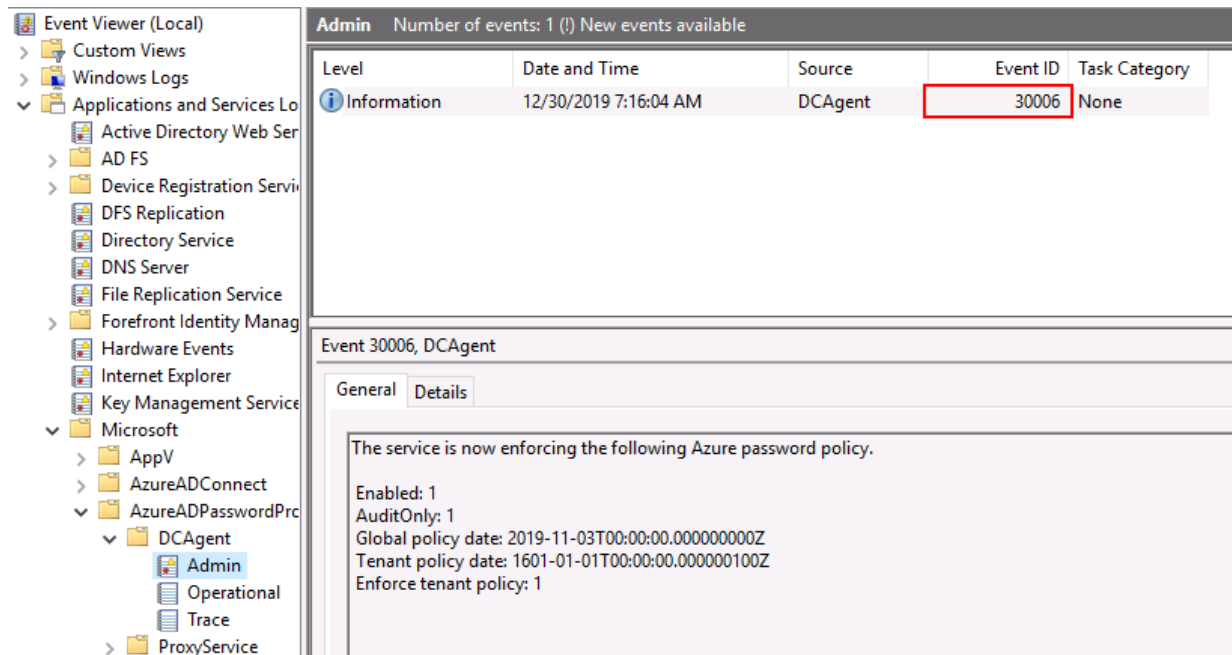 Event Viewer (Local)
Custom Views
Windows Logs
Applications and Services Lo
Active Directory Web Ser
AD FS
Device Registration Servi
DFS Replication
Directory Service
DNS Server
File Replication Service
Forefront Identity Manag
Hardware Events
Internet Explorer
Key Management Service
Microsoft
AppV
AzureADConnect
AzureADPasswordPrc
DCAgent
Admin
Operational
Trace
ProxyService
Admin Number of events: 1 (!) New events available
Level Date and Time Source Event ID Task Category
Information 12/30/2019 7:16:04 AM DCAgent 30006 None
Event 30006, DCAgent
General Details
The service is now enforcing the following Azure password policy.
Enabled: 1
AuditOnly: 1
Global policy date: 2019-11-03T00:00:00.000000000Z
Tenant policy date: 1601-01-01T00:00:00.000000100Z
Enforce tenant policy: 1